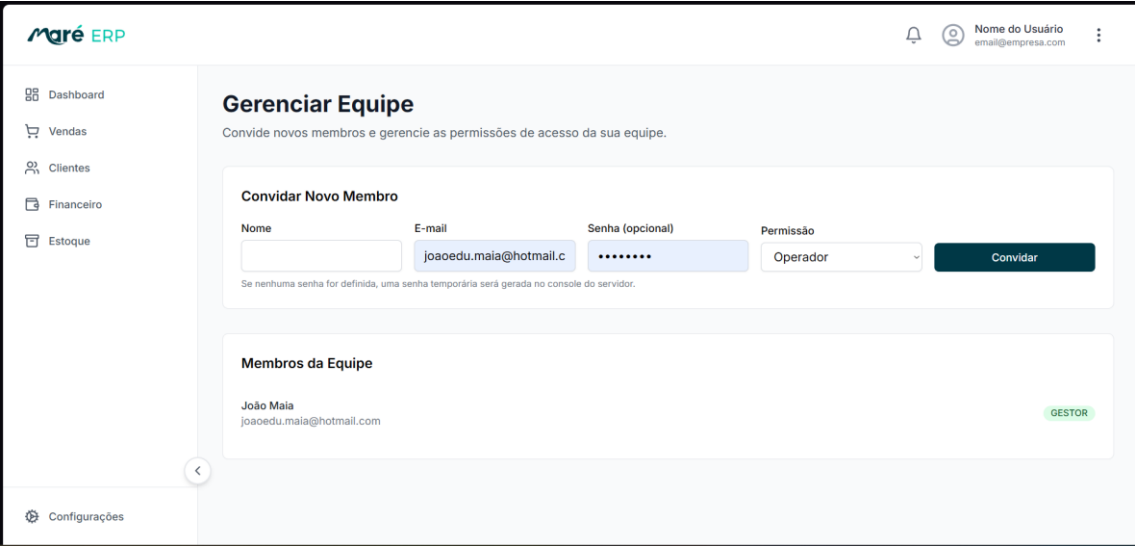 Maré ERP
Nome do Usuário
email@empresa.com
Dashboard
Vendas
Clientes
Financeiro
Estoque
Configurações
Gerenciar Equipe
Convide novos membros e gerencie as permissões de acesso da sua equipe.
Convidar Novo Membro
Nome
E-mail
Senha (opcional)
Permissão
joaoedu.maia@hotmail.c
••••••••
Operador
Convidar
Se nenhuma senha for definida, uma senha temporária será gerada no console do servidor.
Membros da Equipe
João Maia
joaoedu.maia@hotmail.com
GESTOR